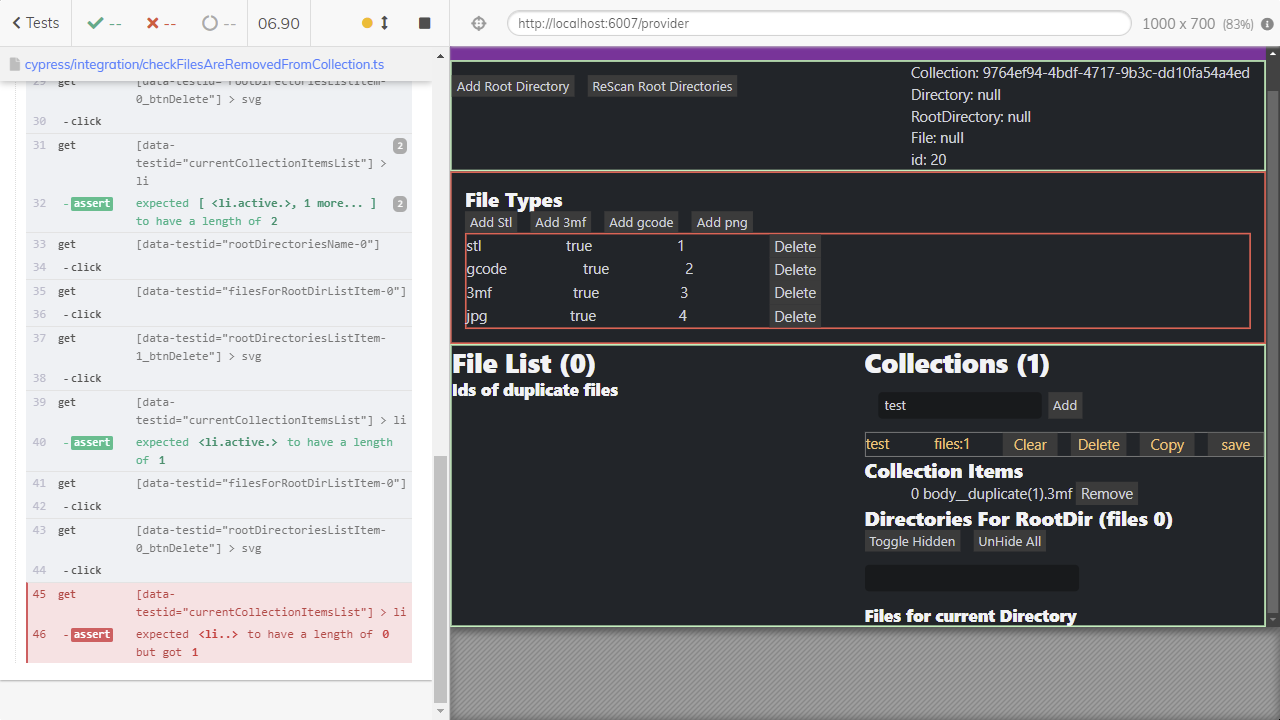 Tests
--
--
--
06.90
http://localhost:6007/provider
1000 x 700 (83%)
cypress/integration/checkFilesAreRemovedFromCollection.ts
29 get [data-testid="rootDirectoriesListItem-
0_btnDelete"] > svg
30 - click
31 get [data-
testid="currentCollectionItemsList"] >
li
2
32 - assert expected [ <li.active.>, 1 more... ]
to have a length of 2
2
33 get [data-testid="rootDirectoriesName-0"]
34 - click
35 get [data-testid="filesForRootDirListItem-0"]
36 - click
37 get [data-testid="rootDirectoriesListItem-
1_btnDelete"] > svg
38 - click
39 get [data-
testid="currentCollectionItemsList"] > li
40 - assert expected <li.active.> to have a length
of 1
41 get [data-testid="filesForRootDirListItem-0"]
42 - click
43 get [data-testid="rootDirectoriesListItem-
0_btnDelete"] > svg
44 - click
45 get [data-
testid="currentCollectionItemsList"] > li
46 - assert expected <li..> to have a length of 0
but got 1
Add Root Directory ReScan Root Directories
Collection: 9764ef94-4bdf-4717-9b3c-dd10fa54a4ed
Directory: null
RootDirectory: null
File: null
id: 20
File Types
Add Stl Add 3mf Add gcode Add png
stl true 1 Delete
gcode true 2 Delete
3mf true 3 Delete
jpg true 4 Delete
File List (0)
Ids of duplicate files
Collections (1)
test Add
test files:1 Clear Delete Copy save
Collection Items
0 body__duplicate(1).3mf Remove
Directories For RootDir (files 0)
Toggle Hidden UnHide All
Files for current Directory